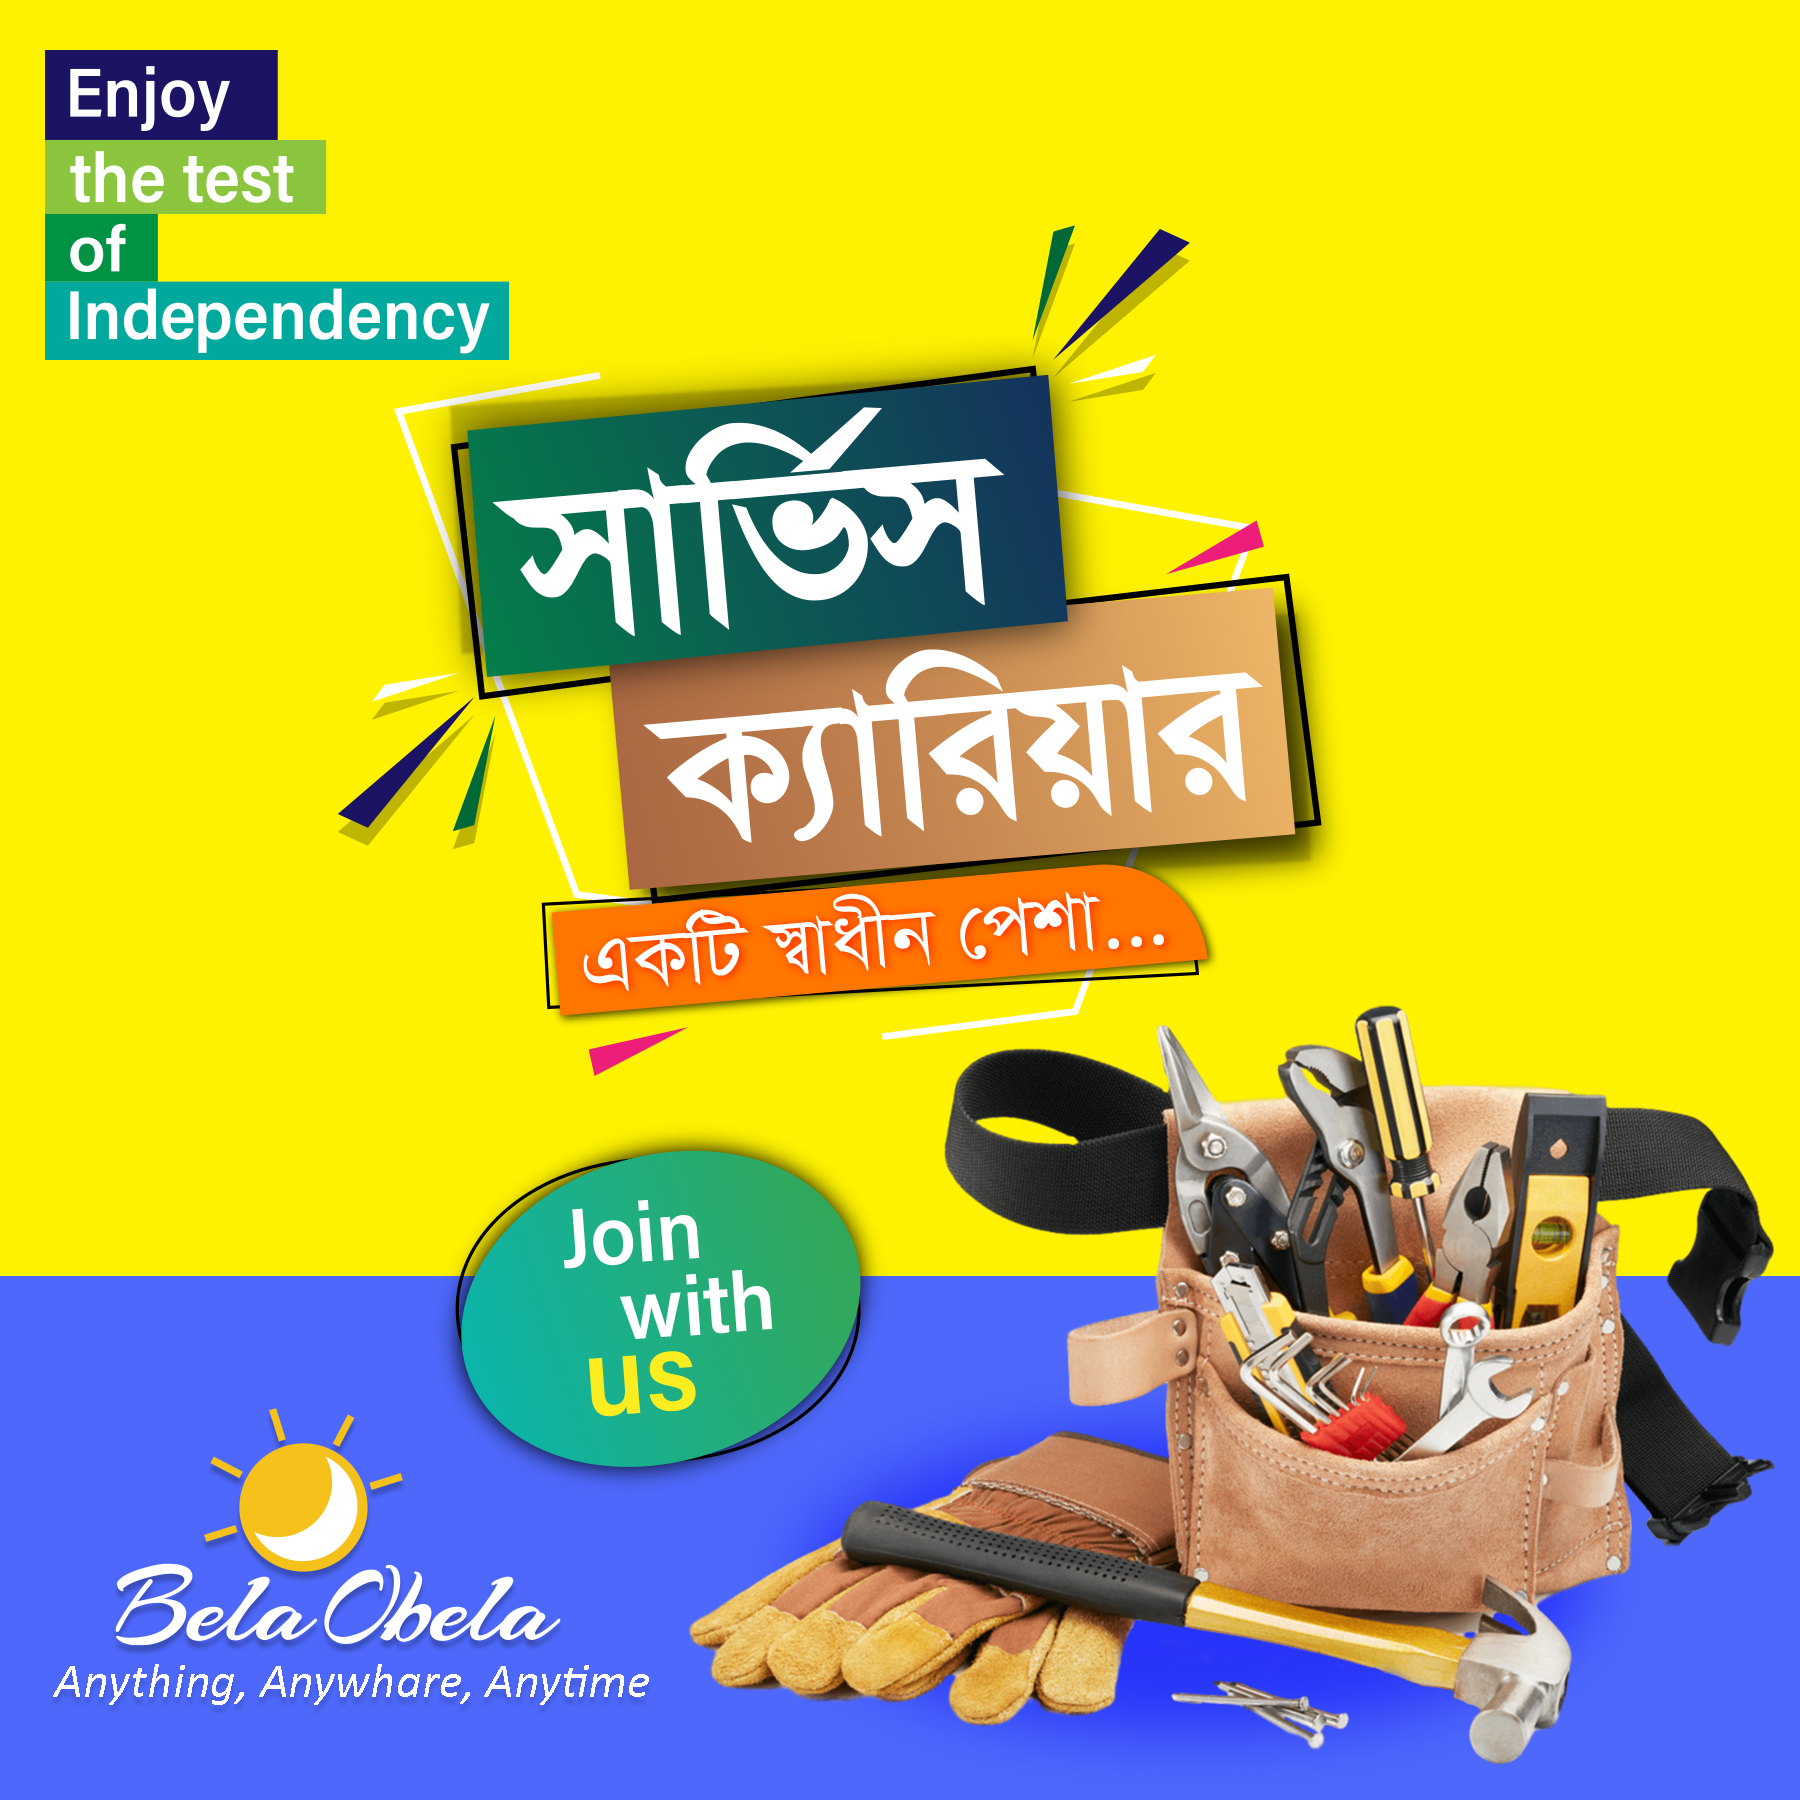 Enjoy
the test
of
Independency
সার্ভিস
ক্যারিয়ার
একটি স্বাধীন পেশা...
Join
with
us
Bela Obela
Anything, Anywhare, Anytime